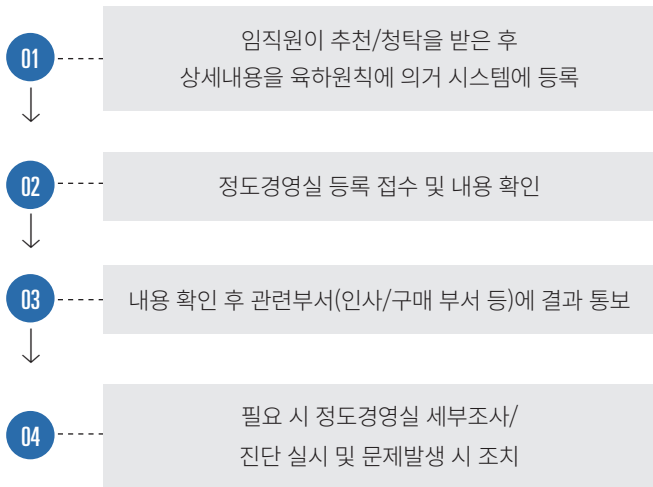 01
임직원이 추천/청탁을 받은 후
상세내용을 육하원칙에 의거 시스템에 등록
02
정도경영실 등록 접수 및 내용 확인
03
내용 확인 후 관련부서(인사/구매 부서 등)에 결과 통보
04
필요 시 정도경영실 세부조사/
진단 실시 및 문제발생 시 조치